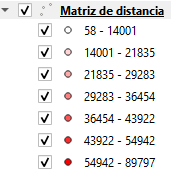 Matriz de distancia
58 - 14001
14001 - 21835
21835 - 29283
29283 - 36454
36454 - 43922
43922 - 54942
54942 - 89797